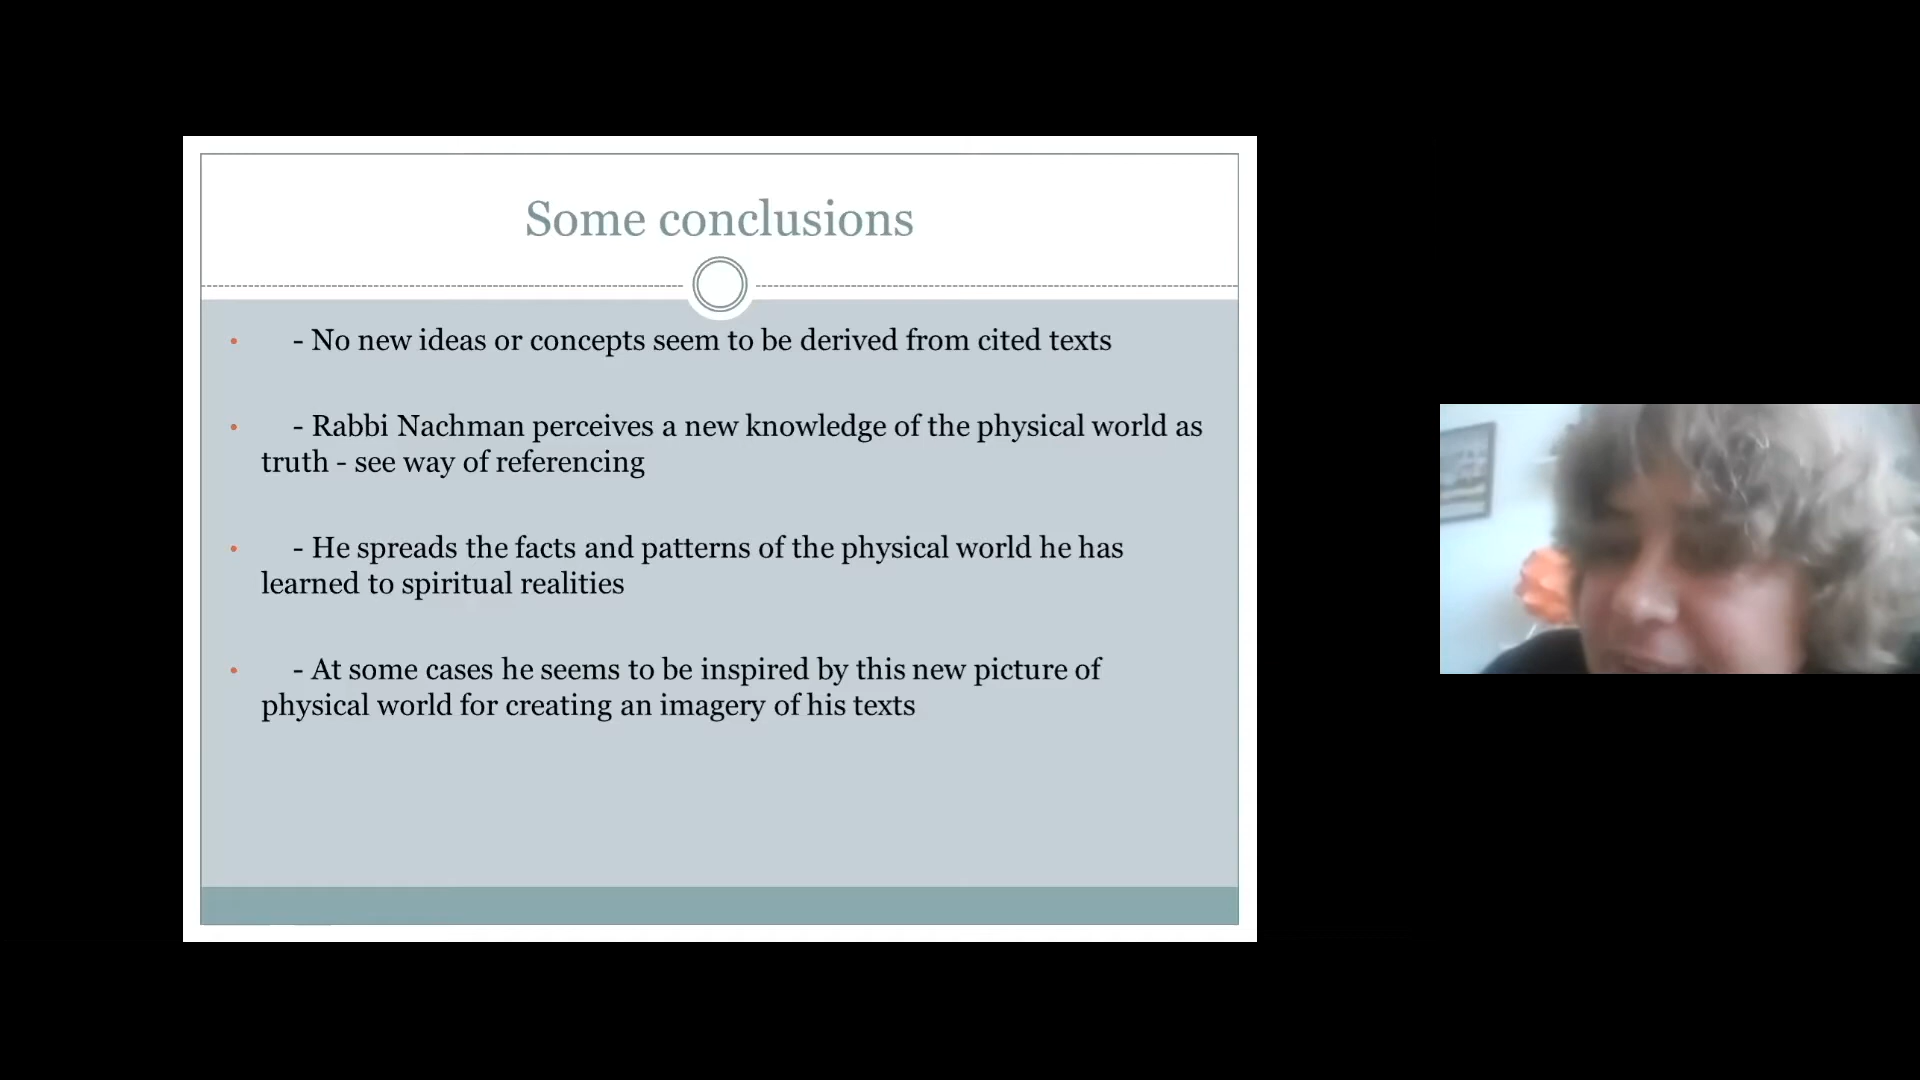 Some conclusions
• - No new ideas or concepts seem to be derived from cited texts
• - Rabbi Nachman perceives a new knowledge of the physical world as
truth - see way of referencing
• - He spreads the facts and patterns of the physical world he has
learned to spiritual realities
• - At some cases he seems to be inspired by this new picture of
physical world for creating an imagery of his texts